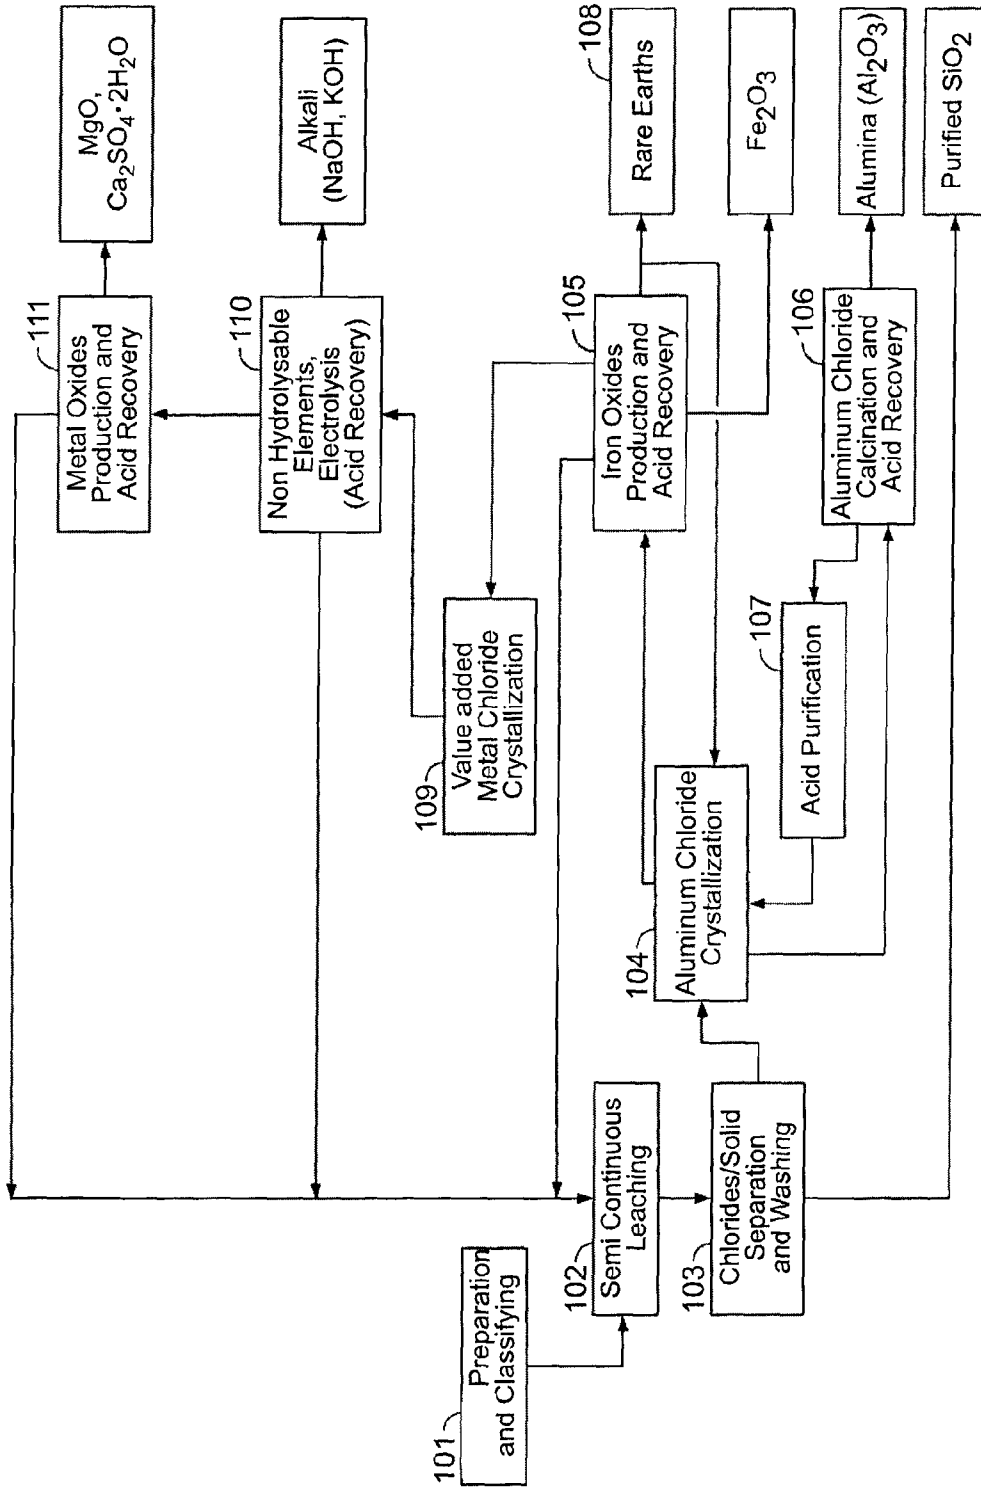 101
Preparation
and Classifying
102
Semi Continuous
Leaching
103
Chlorides/Solid
Separation
and Washing
104
Aluminum Chloride
Crystallization
105
Iron Oxides
Production and
Acid Recovery
106
Aluminum Chloride
Calcination and
Acid Recovery
107
Acid Purification
108
Rare Earths
Fe₂O₃
Alumina (Al₂O₃)
Purified SiO₂
109
Value added
Metal Chloride
Crystallization
110
Non Hydrolysable
Elements,
Electrolysis
(Acid Recovery)
Alkali
(NaOH, KOH)
111
Metal Oxides
Production and
Acid Recovery
MgO,
Ca₂SO₄•2H₂O